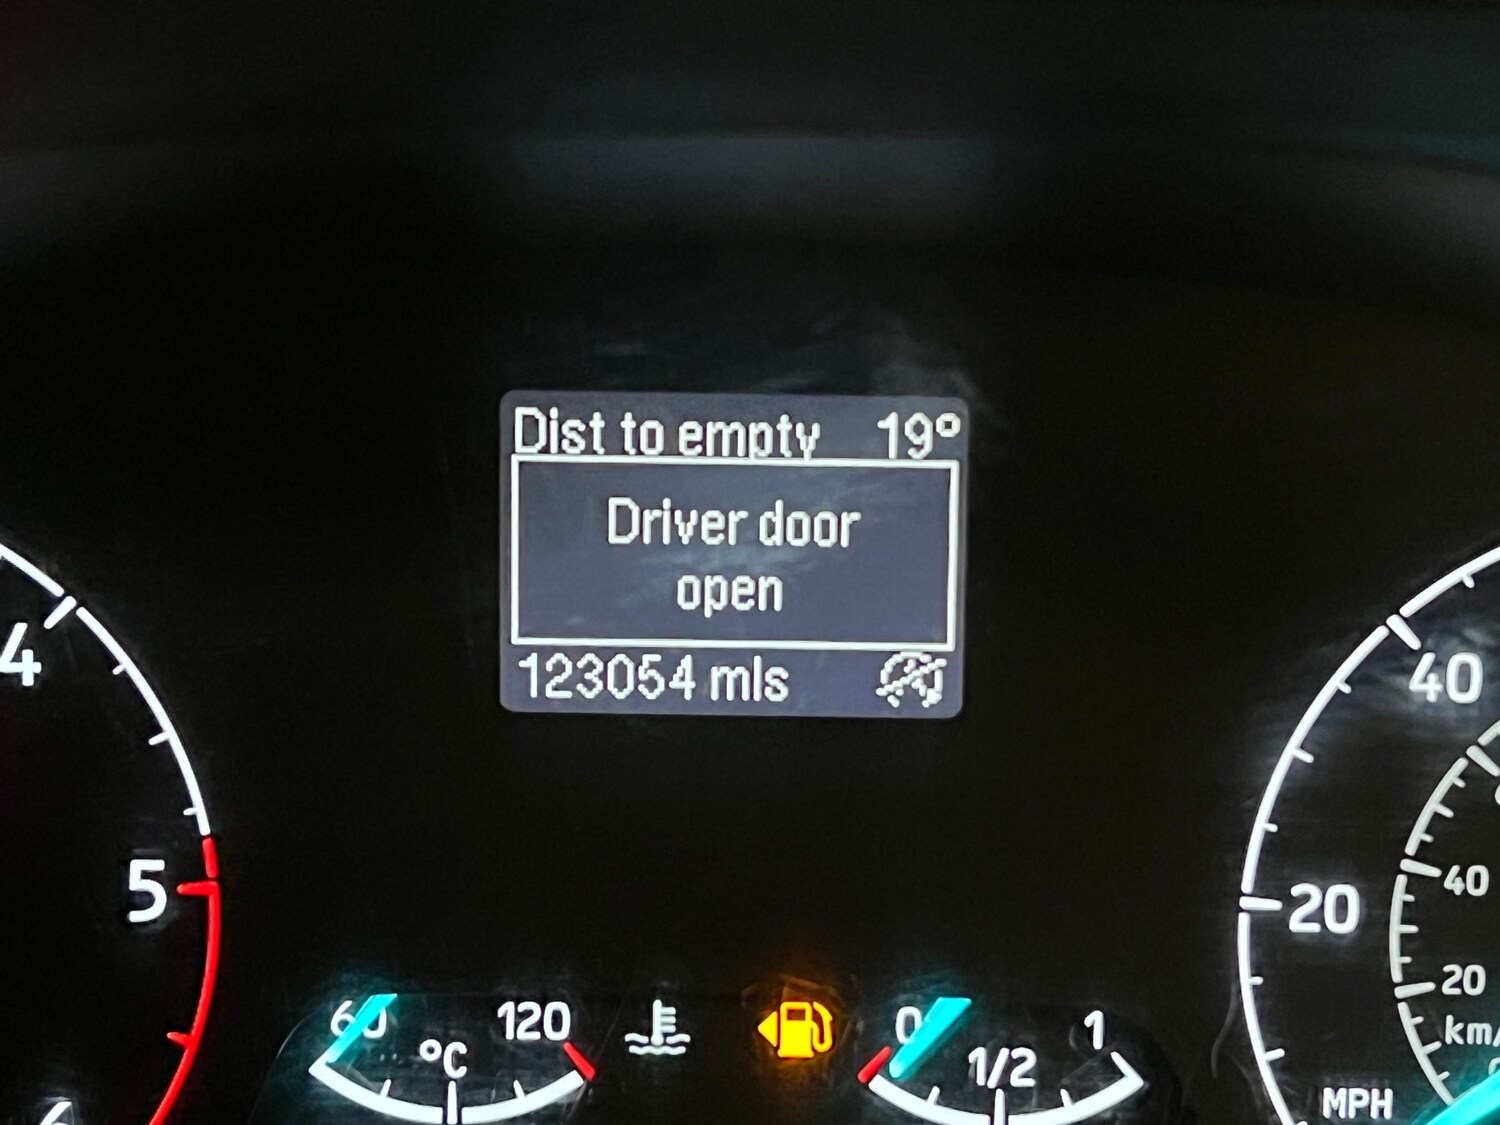 Dist to empty 19°
Driver door
open
123054 mls
4
5
6
60 120
°C
0 1/2 1
40
20
MPH
40
20
km/